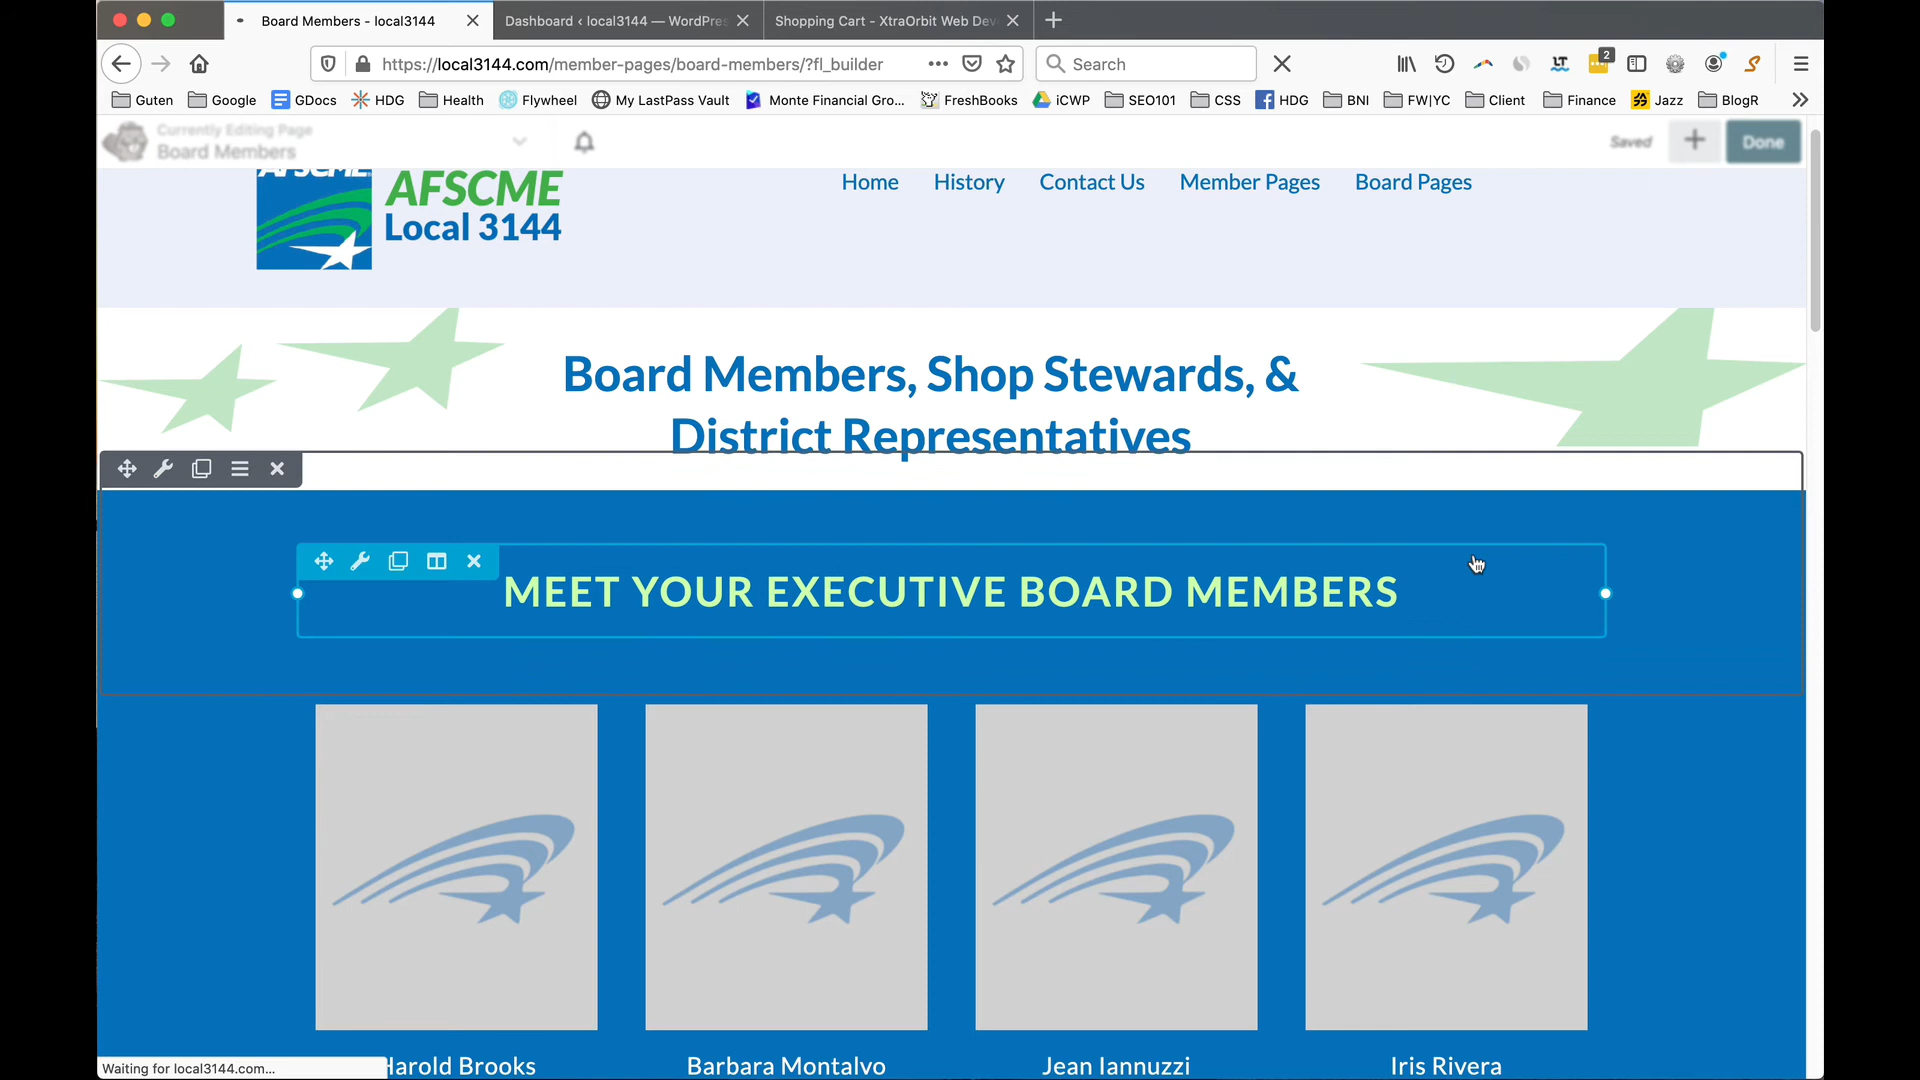 Board Members - local3144
Dashboard ‹ local3144 — WordPres
Shopping Cart - XtraOrbit Web Dev
https://local3144.com/member-pages/board-members/?fl_builder
Search
2
Guten
Google
GDocs
HDG
Health
Flywheel
My LastPass Vault
Monte Financial Gro...
FreshBooks
iCWP
SEO101
CSS
HDG
BNI
FW|YC
Client
Finance
Jazz
BlogR
Currently Editing Page
Board Members
Saved
Done
AFSCME
AFSCME
Local 3144
Home
History
Contact Us
Member Pages
Board Pages
Board Members, Shop Stewards, &
District Representatives
MEET YOUR EXECUTIVE BOARD MEMBERS
Harold Brooks
Barbara Montalvo
Jean Iannuzzi
Iris Rivera
Waiting for local3144.com...